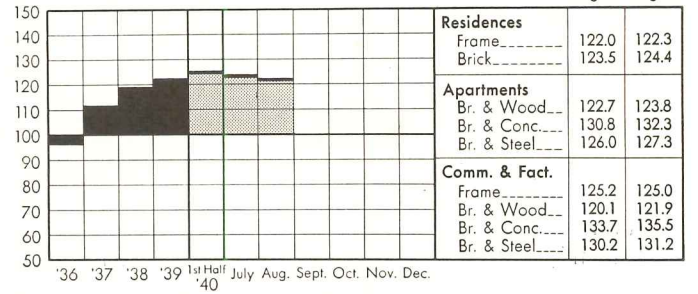 150
140
130
120
110
100
90
80
70
60
50
'36 '37 '38 '39 1st Half '40 July Aug. Sept. Oct. Nov. Dec.
Residences
Frame 122.0 122.3
Brick 123.5 124.4
Apartments
Br. & Wood 122.7 123.8
Br. & Conc. 130.8 132.3
Br. & Steel 126.0 127.3
Comm. & Fact.
Frame 125.2 125.0
Br. & Wood 120.1 121.9
Br. & Conc. 133.7 135.5
Br. & Steel 130.2 131.2